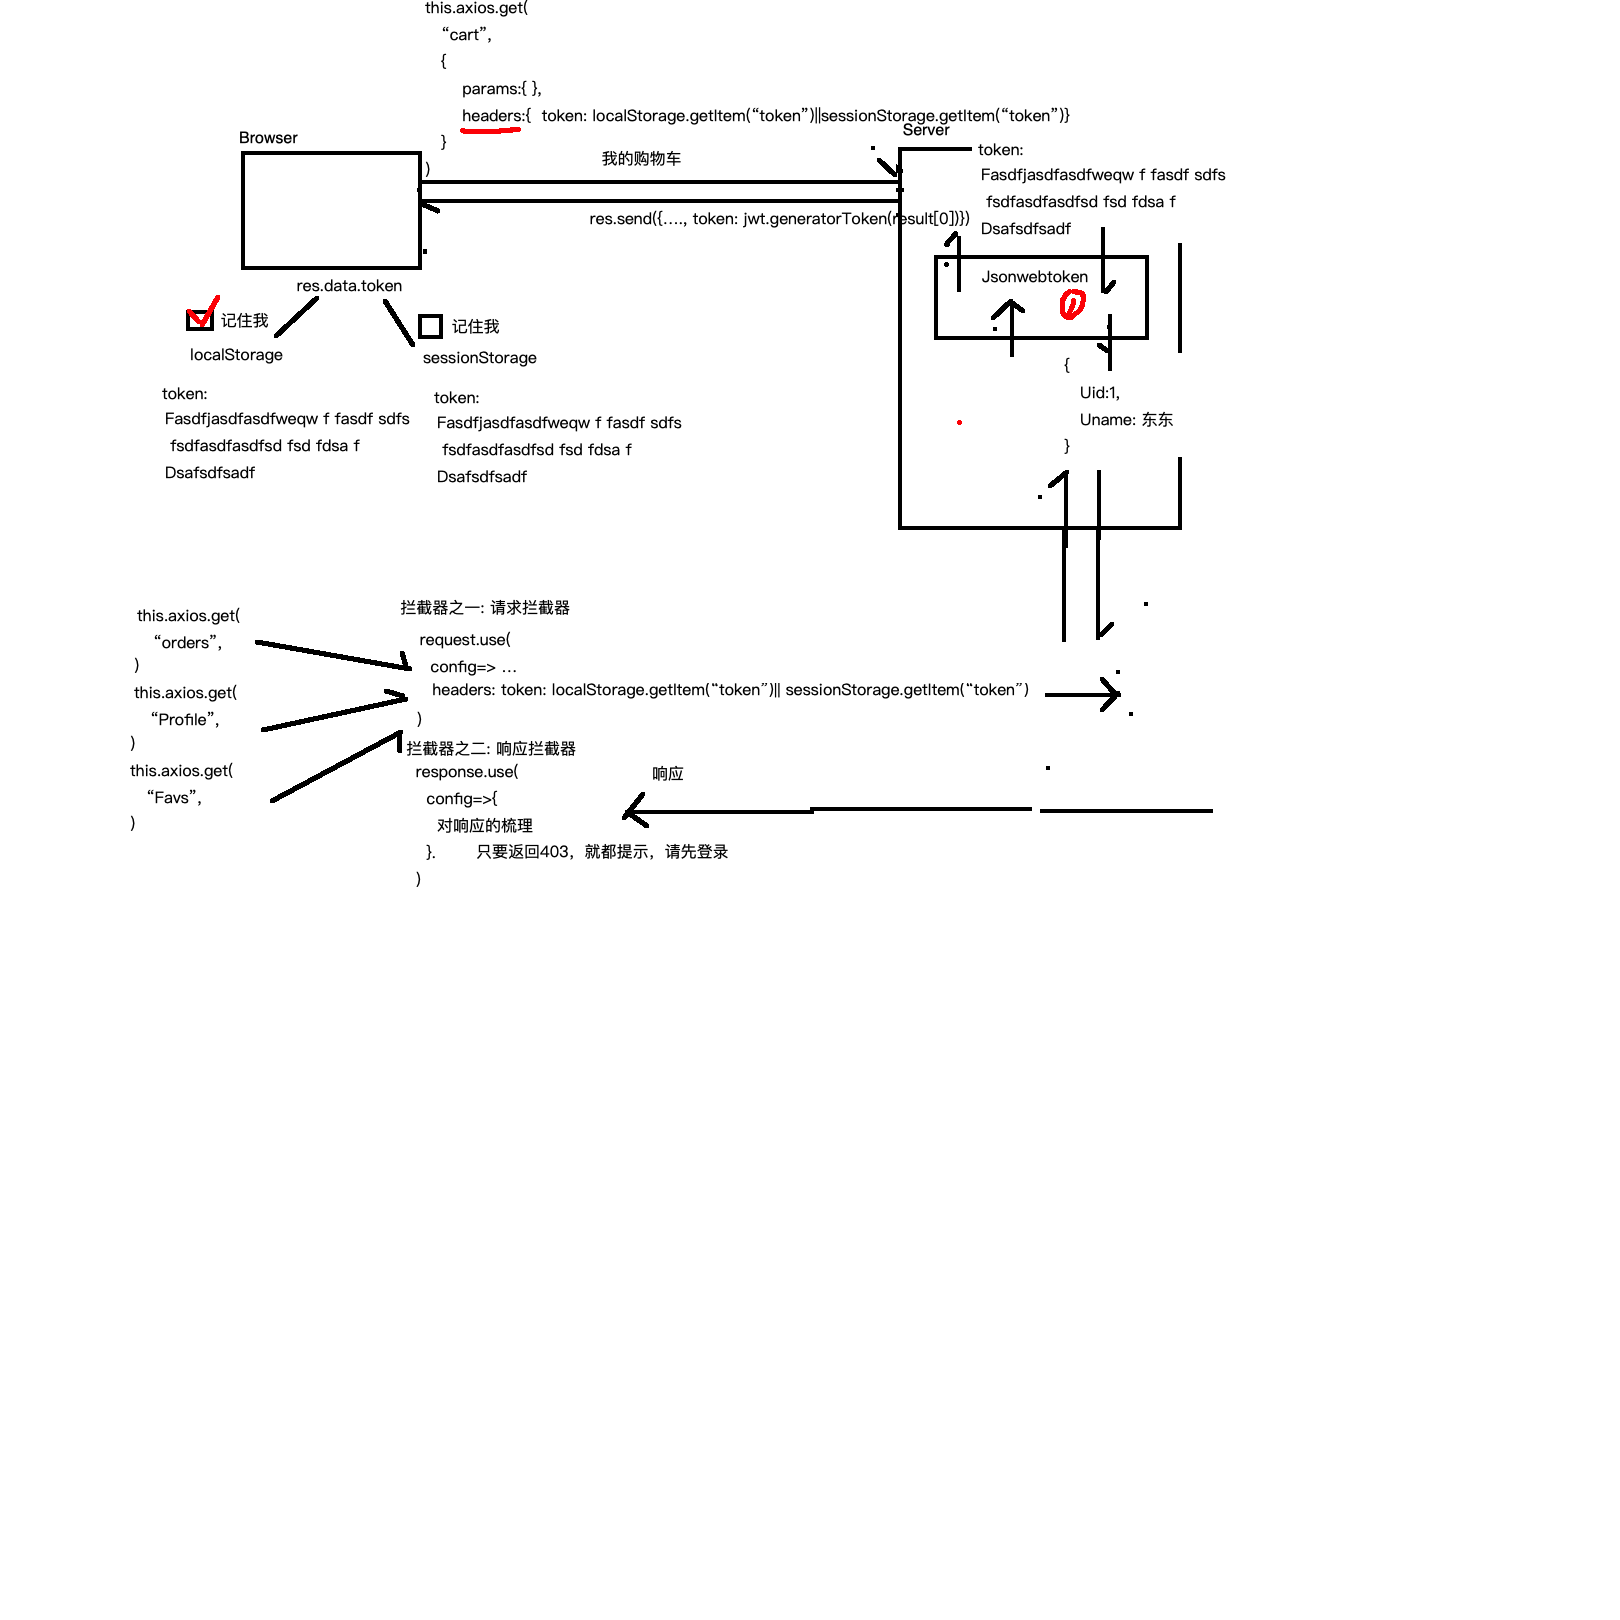 this.axios.get(
“cart”,
{
params:{ },
headers:{ token: localStorage.getItem(“token”)||sessionStorage.getItem(“token”)}
}
)
Browser
Server
我的购物车
res.send({…., token: jwt.generatorToken(result[0])})
token:
Fasdfjasdfasdfweqw f fasdf sdfs
fsdfasdfasdfsd fsd fdsa f
Dsafsdfsadf
Jsonwebtoken
{
Uid:1,
Uname: 东东
}
res.data.token
记住我
localStorage
token:
Fasdfjasdfasdfweqw f fasdf sdfs
fsdfasdfasdfsd fsd fdsa f
Dsafsdfsadf
记住我
sessionStorage
token:
Fasdfjasdfasdfweqw f fasdf sdfs
fsdfasdfasdfsd fsd fdsa f
Dsafsdfsadf
this.axios.get(
“orders”,
)
this.axios.get(
“Profile”,
)
this.axios.get(
“Favs”,
)
拦截器之一: 请求拦截器
request.use(
config=> …
headers: token: localStorage.getItem(“token”)|| sessionStorage.getItem(“token”)
)
拦截器之二: 响应拦截器
response.use(
config=>{
对响应的梳理
}. 只要返回403，就都提示，请先登录
)
响应